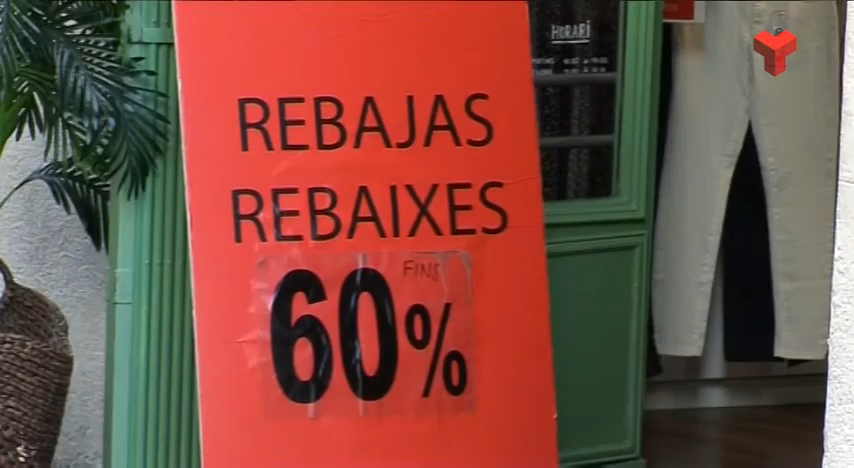 HORARI
REBAJAS
REBAIXES
FINS
60%